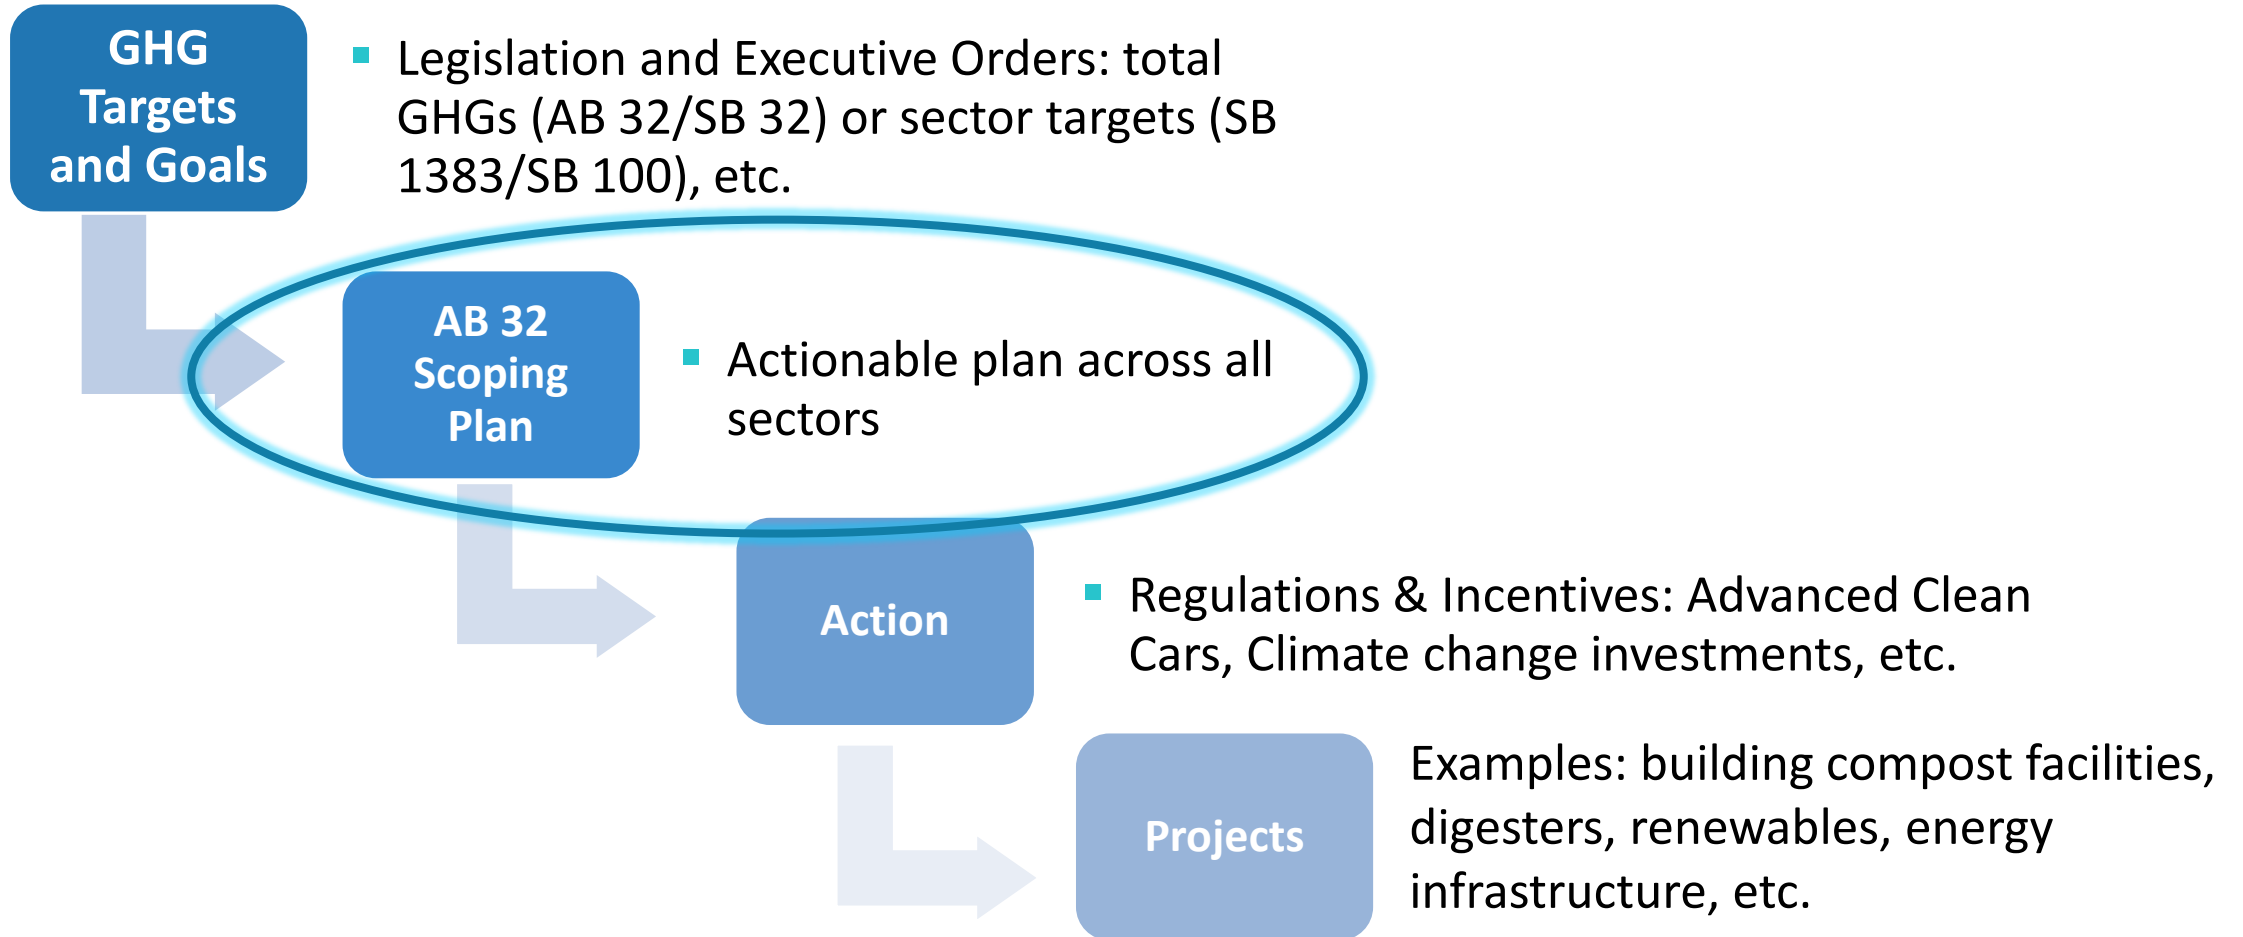 GHG
Targets
and Goals
Legislation and Executive Orders: total
GHGs (AB 32/SB 32) or sector targets (SB
1383/SB 100), etc.
AB 32
Scoping
Plan
Actionable plan across all
sectors
Action
Regulations & Incentives: Advanced Clean
Cars, Climate change investments, etc.
Projects
Examples: building compost facilities,
digesters, renewables, energy
infrastructure, etc.